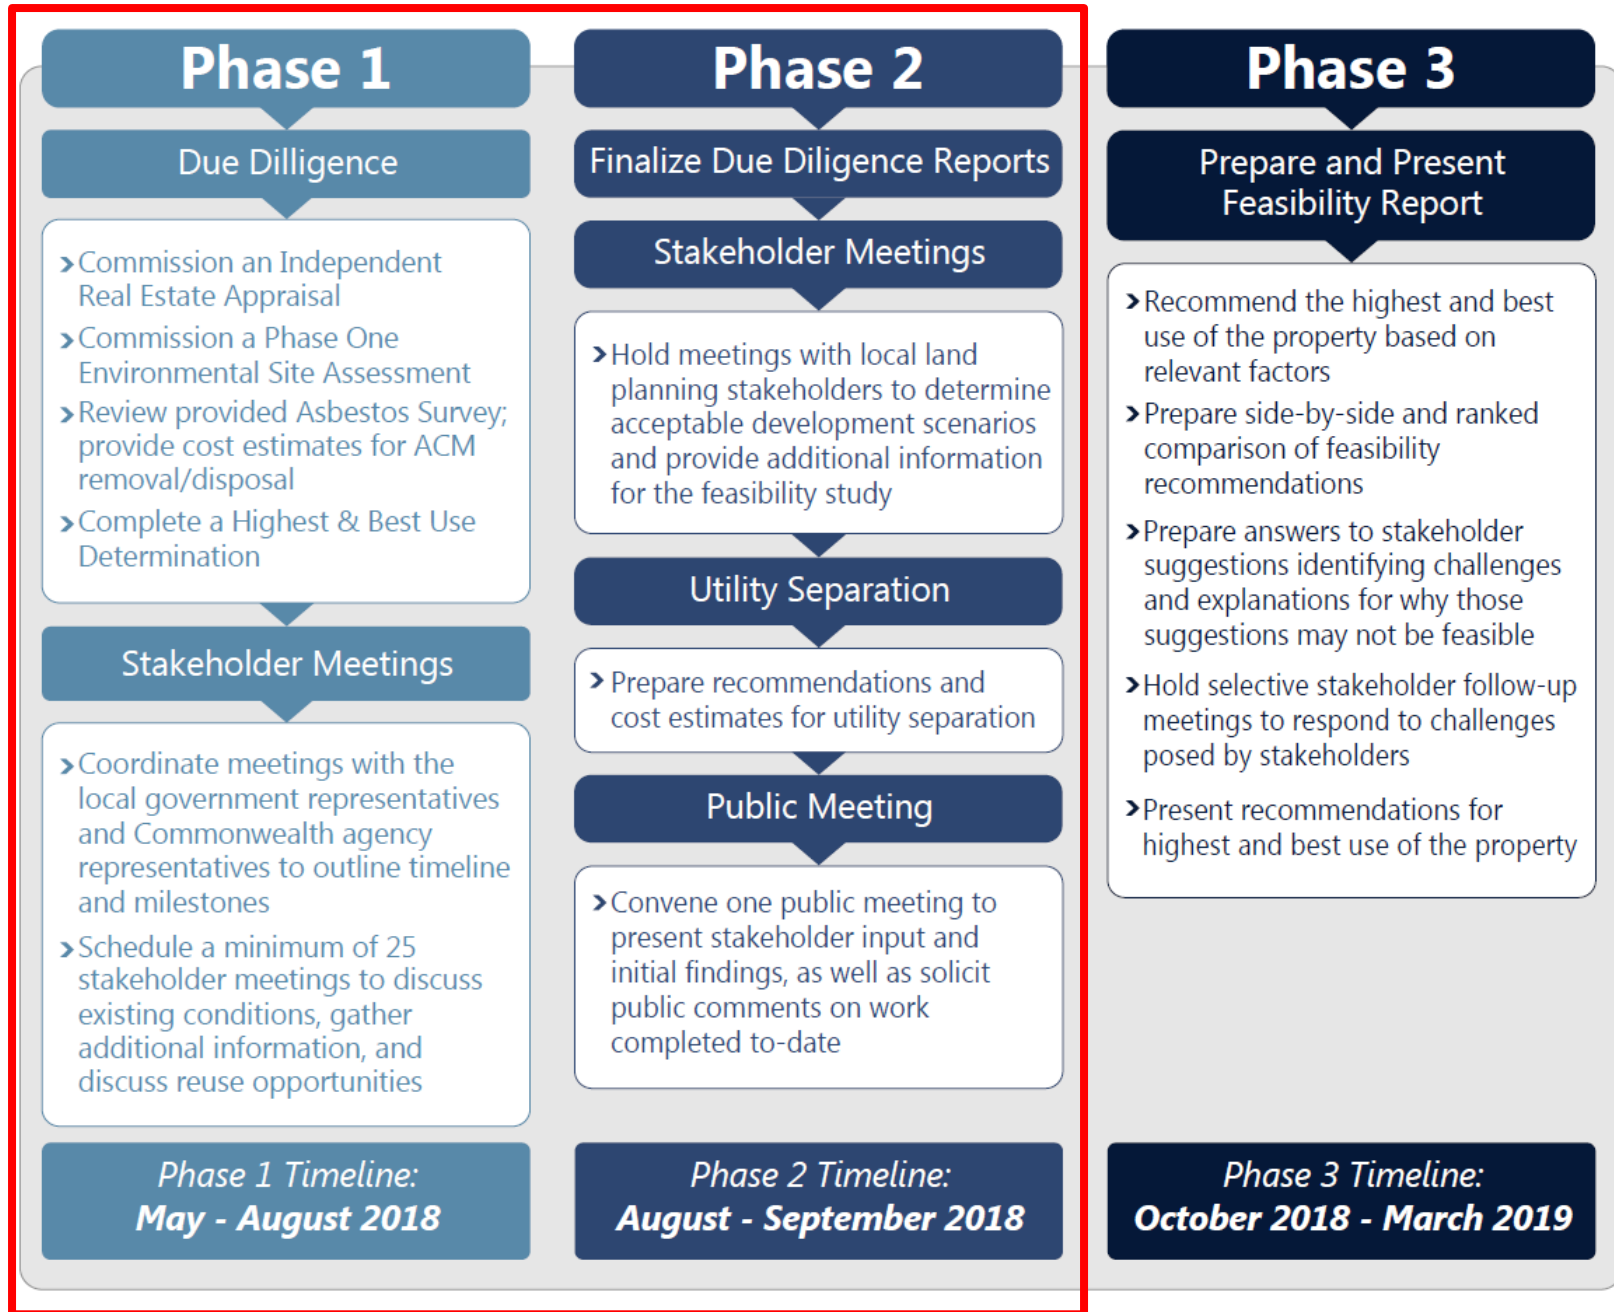 Phase 1
Due Dilligence
Commission an Independent
Real Estate Appraisal
Commission a Phase One
Environmental Site Assessment
Review provided Asbestos Survey;
provide cost estimates for ACM
removal/disposal
Complete a Highest & Best Use
Determination
Stakeholder Meetings
Coordinate meetings with the
local government representatives
and Commonwealth agency
representatives to outline timeline
and milestones
Schedule a minimum of 25
stakeholder meetings to discuss
existing conditions, gather
additional information, and
discuss reuse opportunities
Phase 1 Timeline:
May - August 2018
Phase 2
Finalize Due Diligence Reports
Stakeholder Meetings
Hold meetings with local land
planning stakeholders to determine
acceptable development scenarios
and provide additional information
for the feasibility study
Utility Separation
Prepare recommendations and
cost estimates for utility separation
Public Meeting
Convene one public meeting to
present stakeholder input and
initial findings, as well as solicit
public comments on work
completed to-date
Phase 2 Timeline:
August - September 2018
Phase 3
Prepare and Present
Feasibility Report
Recommend the highest and best
use of the property based on
relevant factors
Prepare side-by-side and ranked
comparison of feasibility
recommendations
Prepare answers to stakeholder
suggestions identifying challenges
and explanations for why those
suggestions may not be feasible
Hold selective stakeholder follow-up
meetings to respond to challenges
posed by stakeholders
Present recommendations for
highest and best use of the property
Phase 3 Timeline:
October 2018 - March 2019